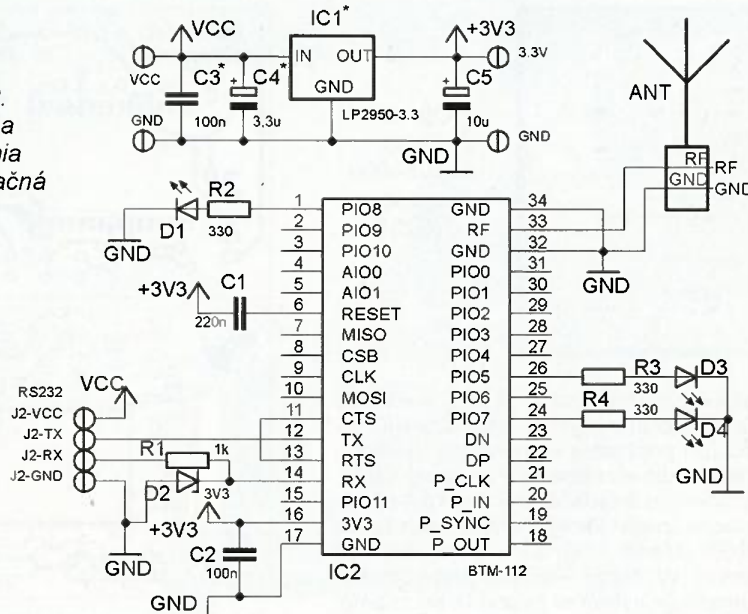 VCC
IC1*
+3V3
IN OUT
GND
LP2950-3.3
VCC
C3*
100n
C4*
+
3,3u
GND
3.3V
C5
+
10u
GND
GND
a
nia
ačná
ANT
RF
GND
RF
GND
R2
330
D1
GND
+3V3
C1
220n
1 PIO8 GND 34
2 PIO9 RF 33
3 PIO10 GND 32
4 AIO0 PIO0 31
5 AIO1 PIO1 30
6 RESET PIO2 29
7 MISO PIO3 28
8 CSB PIO4 27
9 CLK PIO5 26
10 MOSI PIO6 25
11 CTS PIO7 24
12 TX DN 23
13 RTS DP 22
14 RX P_CLK 21
15 PIO11 P_IN 20
16 3V3 P_SYNC 19
17 GND P_OUT 18
IC2
BTM-112
GND
R3
330
D3
R4
330
D4
GND
RS232
VCC
J2-VCC
J2-TX
J2-RX
J2-GND
R1
1k
D2
3V3
+3V3
GND
C2
100n
GND